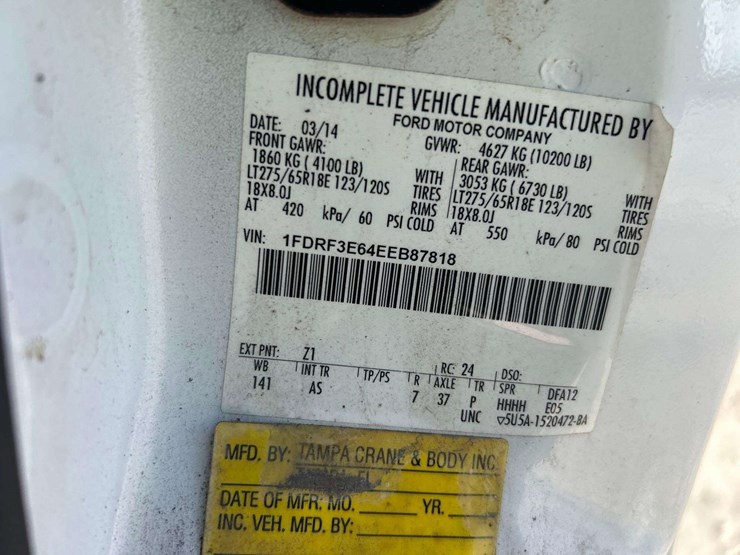 INCOMPLETE VEHICLE MANUFACTURED BY
FORD MOTOR COMPANY
DATE: 03/14 GVWR: 4627 KG (10200 LB)
FRONT GAWR: REAR GAWR:
1860 KG ( 4100 LB) WITH 3053 KG ( 6730 LB) WITH
LT275/65R18E 123/120S TIRES LT275/65R18E 123/120S TIRES
18X8.0J RIMS 18X8.0J RIMS
AT 420 kPa/ 60 PSI COLD AT 550 kPa/ 80 PSI COLD
VIN: 1FDRF3E64EEB87818
EXT PNT: Z1 RC: 24 DSO:
WB INT TR TP/PS R AXLE TR SPR DFA12
141 AS 7 37 P HHHH E05
UNC ▽5U5A-1520472-BA
MFD. BY: TAMPA CRANE & BODY INC
FL
DATE OF MFR: MO. YR.
INC. VEH. MFD. BY: